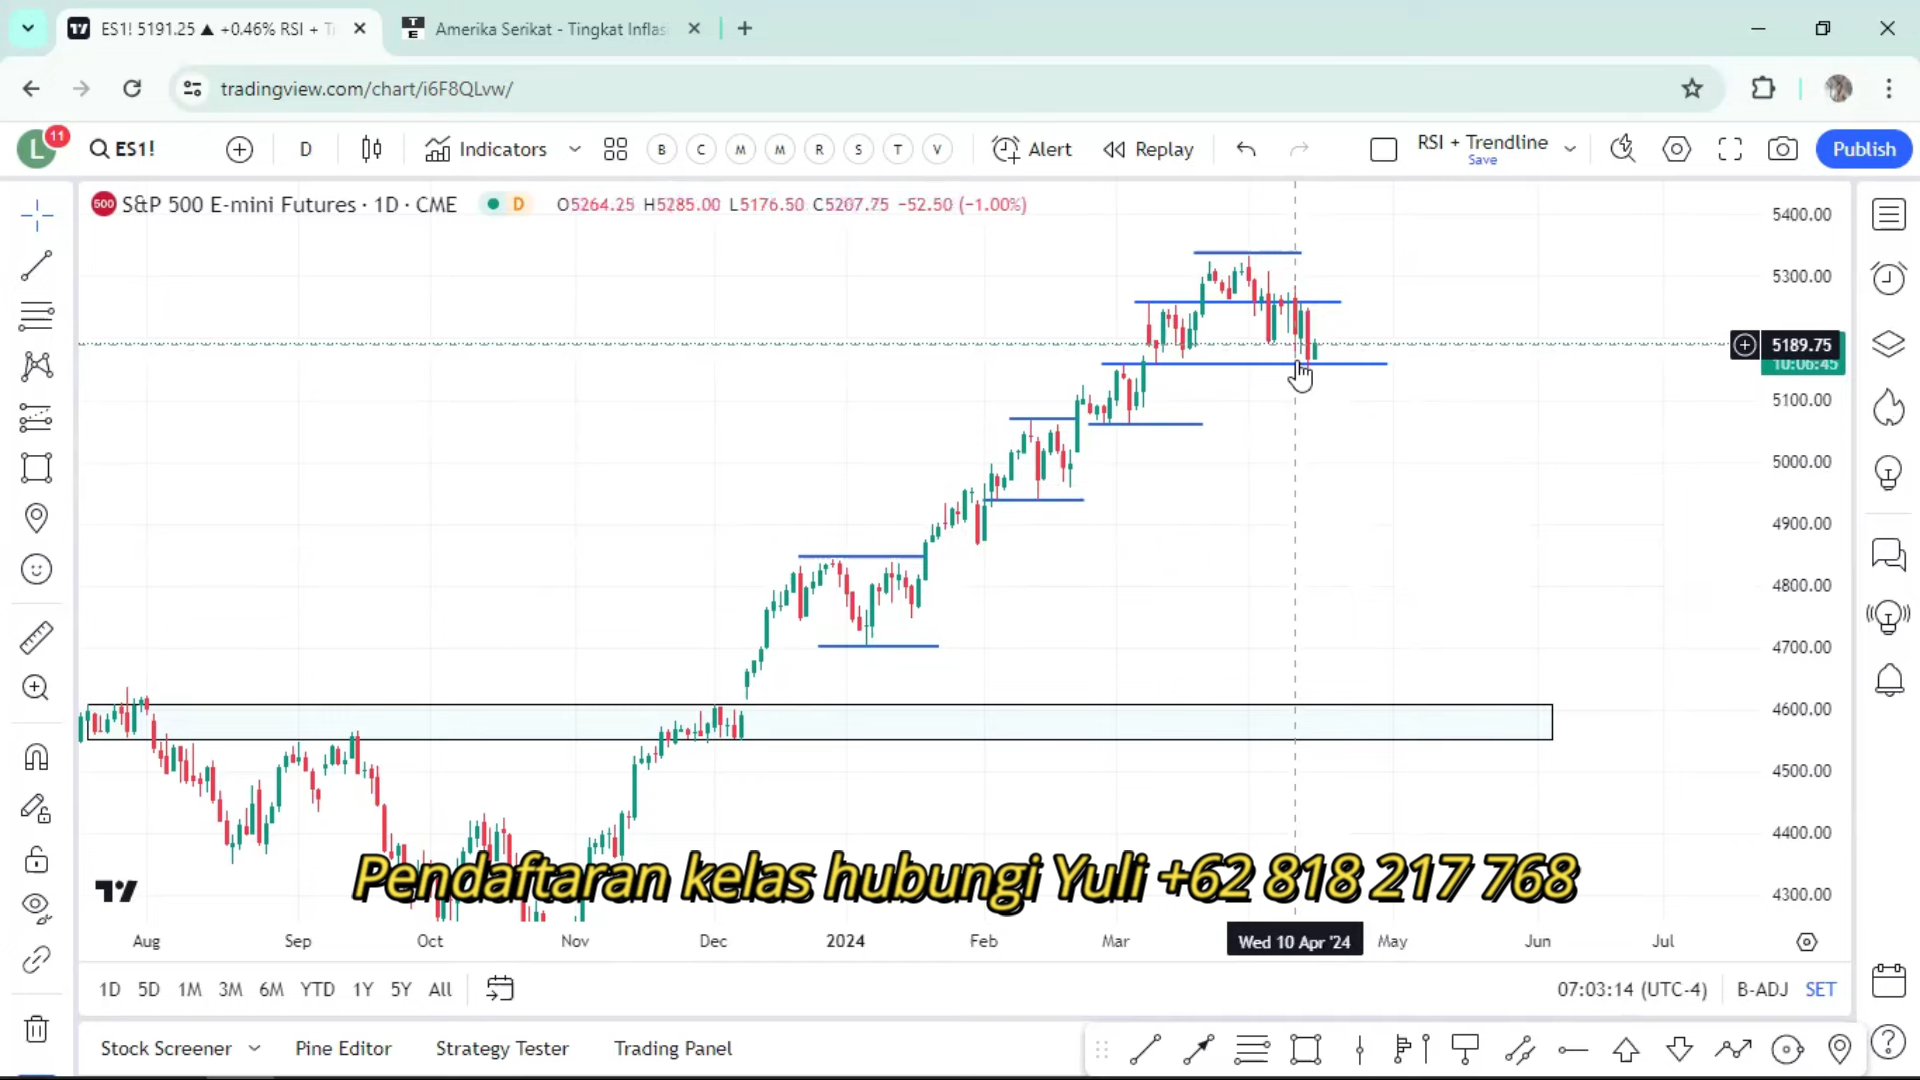 ES1! 5191.25 ▲ +0.46% RSI + T
Amerika Serikat - Tingkat Inflas
tradingview.com/chart/i6F8QLvw/
L 11
ES1!
D
Indicators
B C M M R S T V
Alert
Replay
RSI + Trendline
Save
Publish
500 S&P 500 E-mini Futures · 1D · CME D O5264.25 H5285.00 L5176.50 C5207.75 −52.50 (−1.00%)
5400.00
5300.00
5189.75
10:06:45
5100.00
5000.00
4900.00
4800.00
4700.00
4600.00
4500.00
4400.00
4300.00
Pendaftaran kelas hubungi Yuli +62 818 217 768
Aug Sep Oct Nov Dec 2024 Feb Mar Wed 10 Apr '24 May Jun Jul
1D 5D 1M 3M 6M YTD 1Y 5Y All
07:03:14 (UTC-4) B-ADJ SET
Stock Screener Pine Editor Strategy Tester Trading Panel